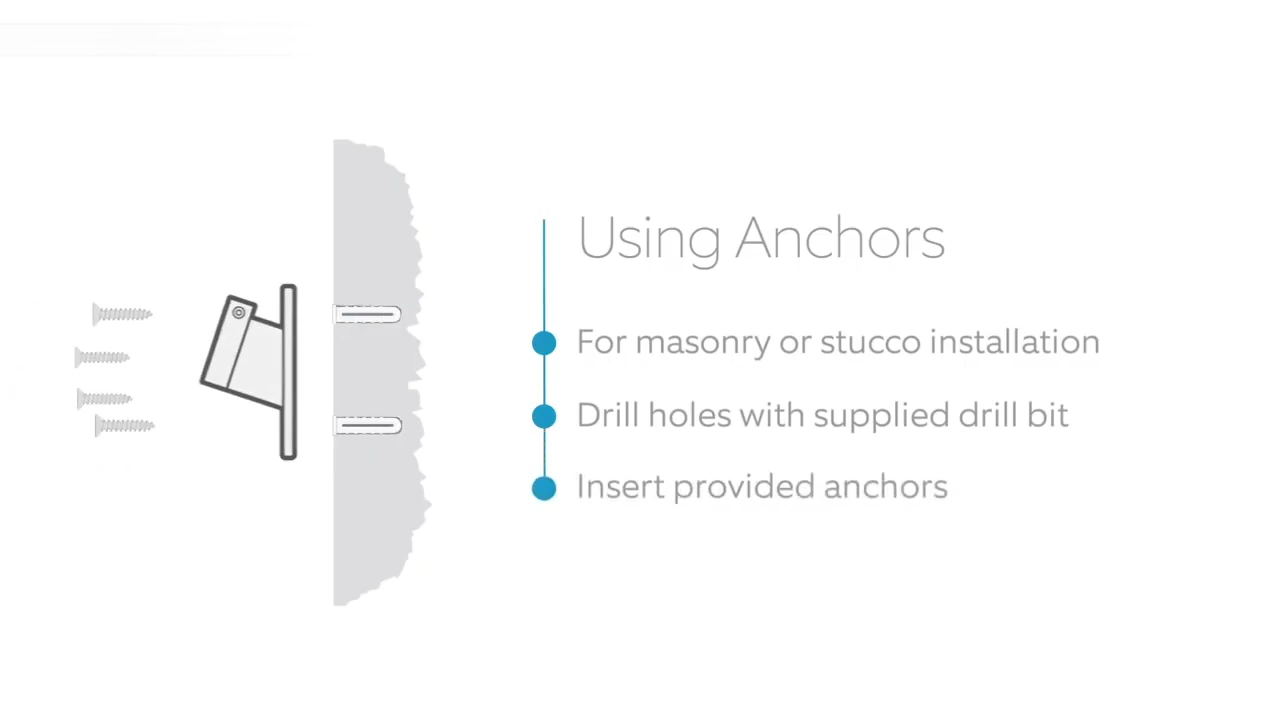 Using Anchors
For masonry or stucco installation
Drill holes with supplied drill bit
Insert provided anchors